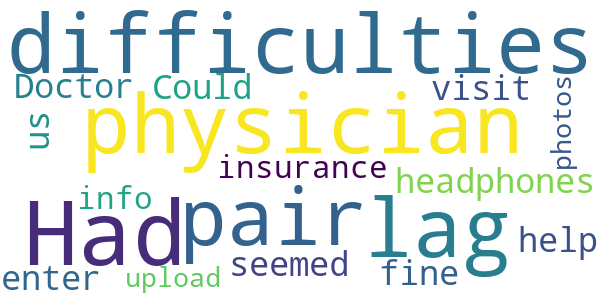 difficulties
Doctor Could visit
us physician photos
insurance
info headphones
Had pair lag help
enter upload seemed fine